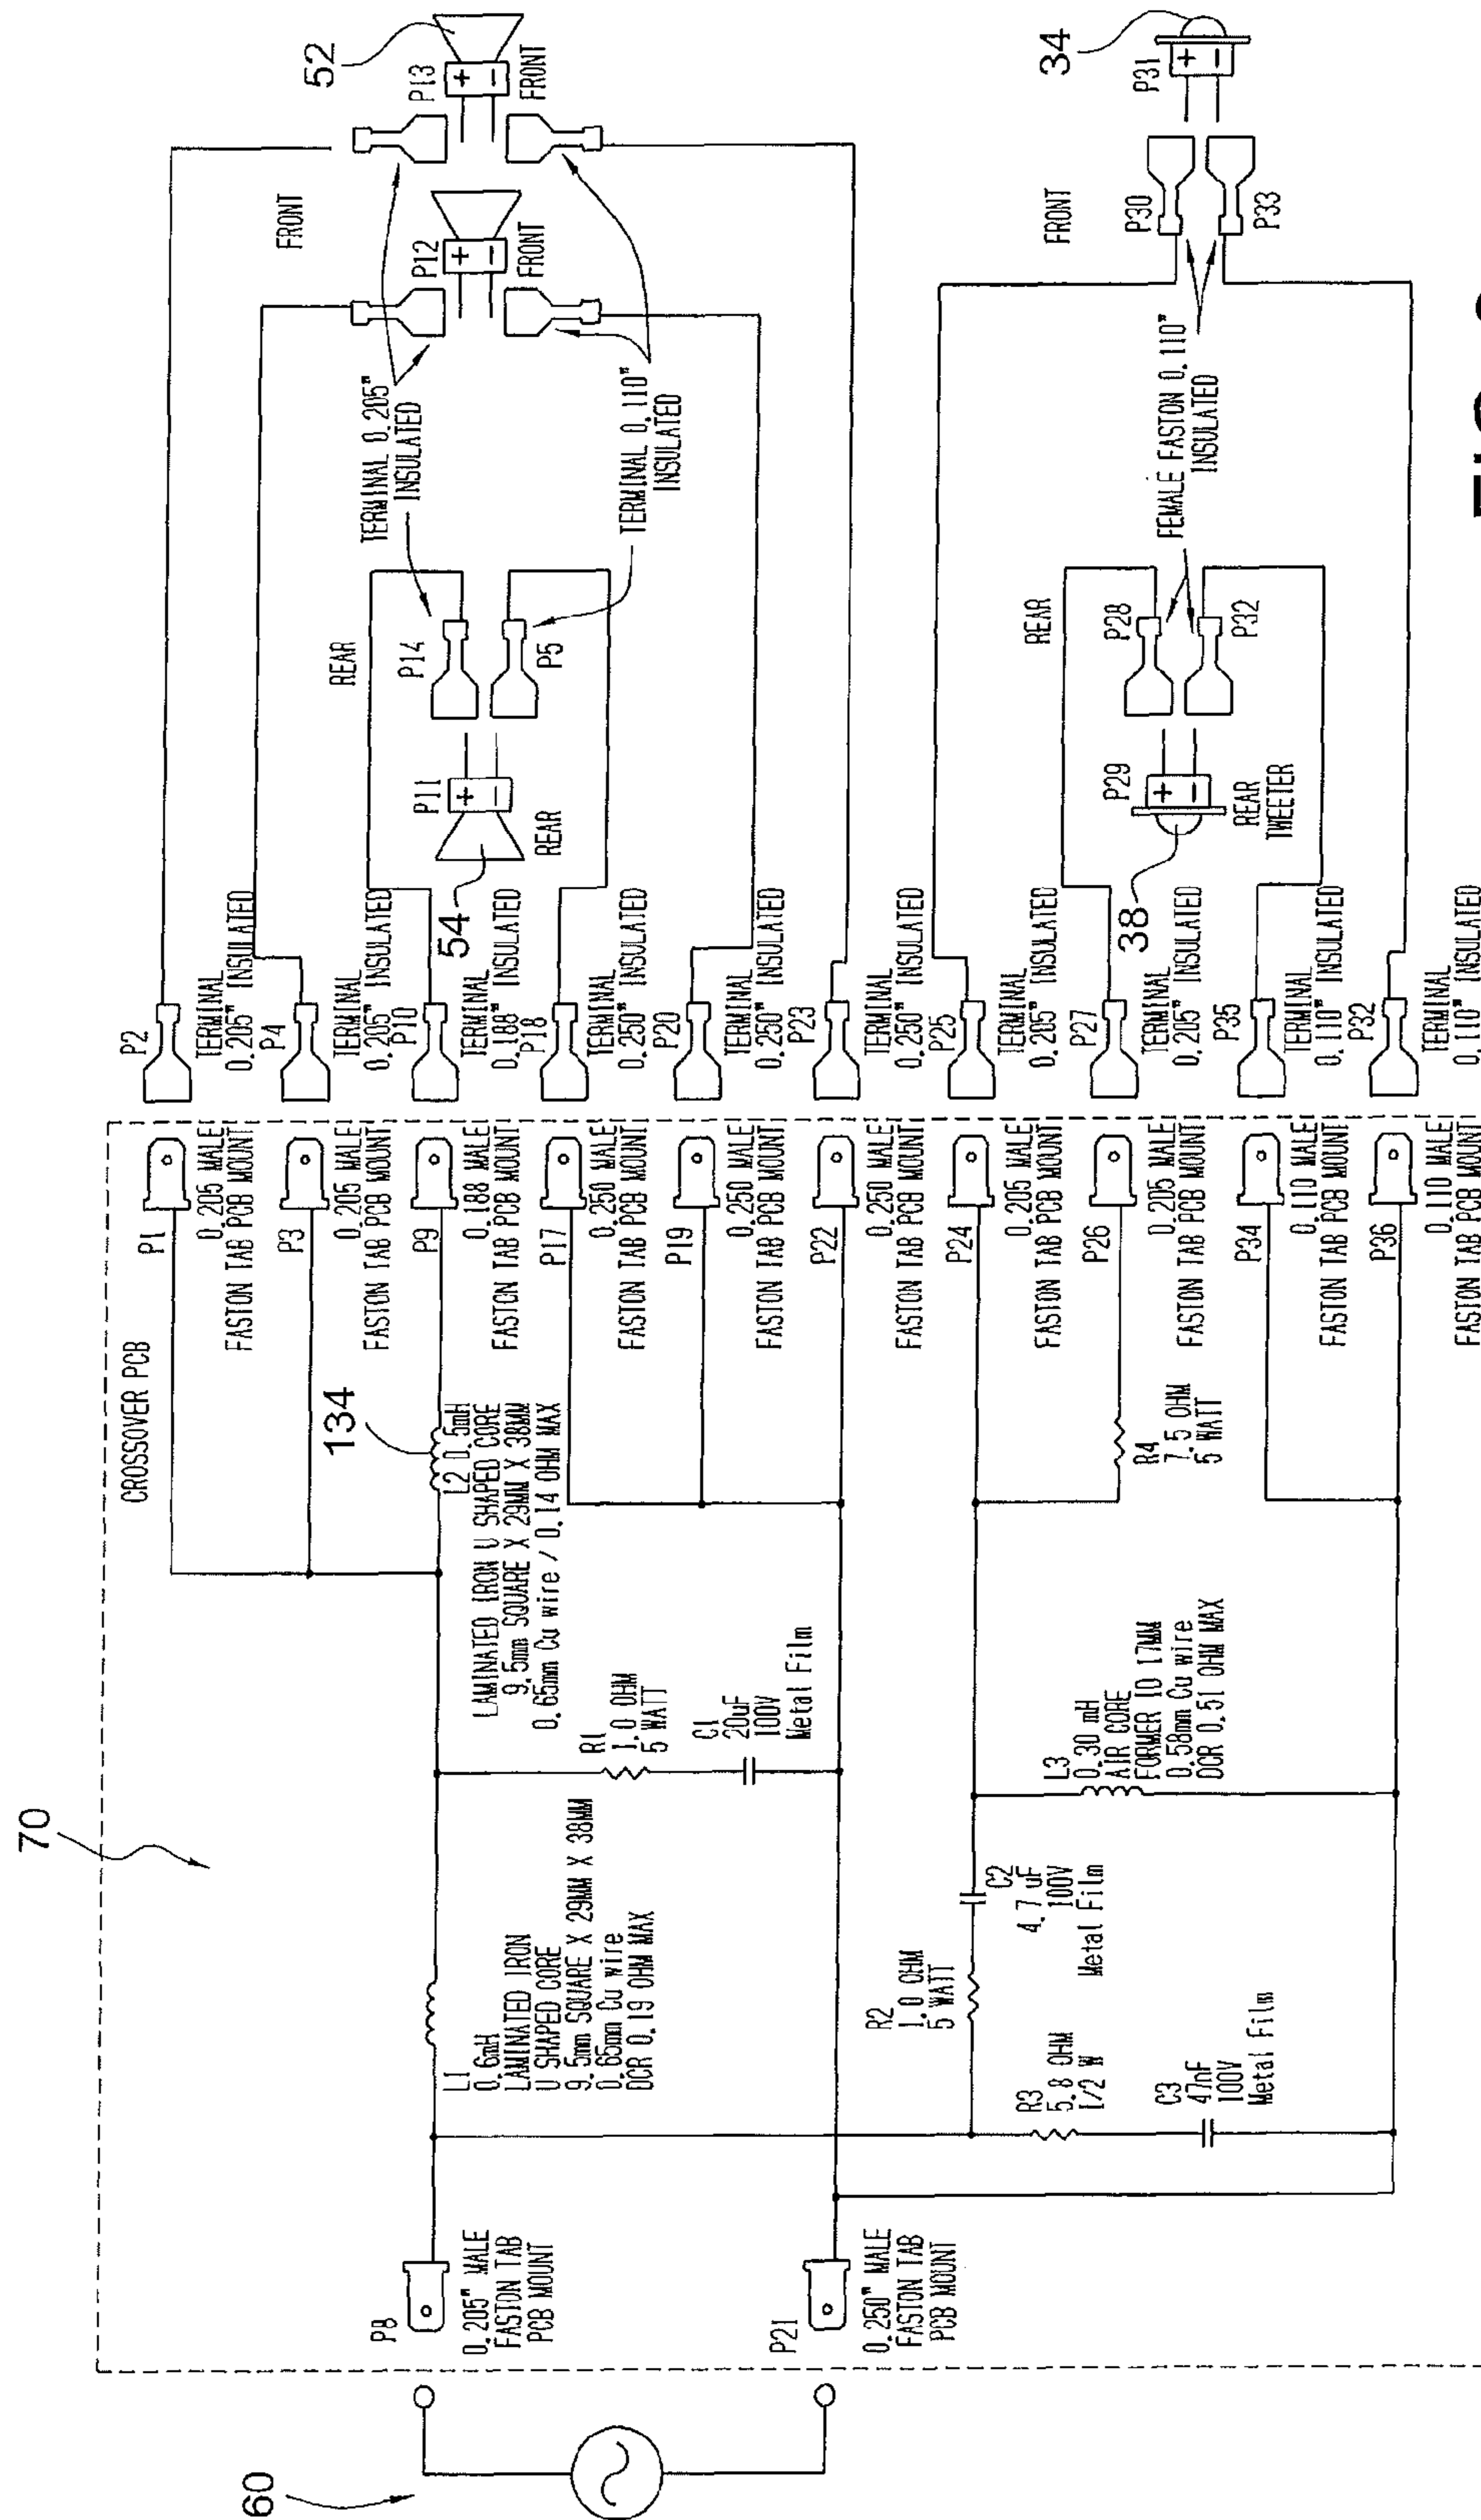 70
60
CROSSOVER PCB
P8
0.205" MALE
FASTON TAB
PCB MOUNT
P21
0.250" MALE
FASTON TAB
PCB MOUNT
L1
0.6mH
LAMINATED IRON
U SHAPED CORE
9.5mm SQUARE X 29MM X 38MM
0.65mm Cu wire
DCR 0.19 OHM MAX
R1
1.0 OHM
5 WATT
C1
20uF
100V
Metal Film
134
L2 0.5mH
LAMINATED IRON U SHAPED CORE
9.5mm SQUARE X 29MM X 38MM
0.65mm Cu wire / 0.14 OHM MAX
R2
1.0 OHM
5 WATT
C2
4.7 uF
100V
Metal Film
R3
5.8 OHM
1/2 W
C3
47nF
100V
Metal Film
L3
0.30 mH
AIR CORE
FORMER ID 17MM
0.58mm Cu wire
DCR 0.51 OHM MAX
R4
7.5 OHM
5 WATT
P1
0.205 MALE
FASTON TAB PCB MOUNT
P3
0.205 MALE
FASTON TAB PCB MOUNT
P9
0.188 MALE
FASTON TAB PCB MOUNT
P17
0.250 MALE
FASTON TAB PCB MOUNT
P19
0.250 MALE
FASTON TAB PCB MOUNT
P22
0.250 MALE
FASTON TAB PCB MOUNT
P24
0.205 MALE
FASTON TAB PCB MOUNT
P26
0.205 MALE
FASTON TAB PCB MOUNT
P34
0.110 MALE
FASTON TAB PCB MOUNT
P36
0.110 MALE
FASTON TAB PCB MOUNT
P2
TERMINAL
0.205" INSULATED
P4
TERMINAL
0.205" INSULATED
P10
TERMINAL
0.188" INSULATED
P18
TERMINAL
0.250" INSULATED
P20
TERMINAL
0.250" INSULATED
P23
TERMINAL
0.250" INSULATED
P25
TERMINAL
0.205" INSULATED
P27
TERMINAL
0.205" INSULATED
P35
TERMINAL
0.110" INSULATED
P32
TERMINAL
0.110" INSULATED
54
P11
+
−
REAR
REAR
P14
P5
TERMINAL 0.205"
INSULATED
TERMINAL 0.110"
INSULATED
FRONT
P12
+
−
FRONT
52
P13
+
−
FRONT
38
P29
+
−
REAR
TWEETER
REAR
P28
P32
FEMALE FASTON 0.110"
INSULATED
FRONT
P30
P33
34
P31
+
−